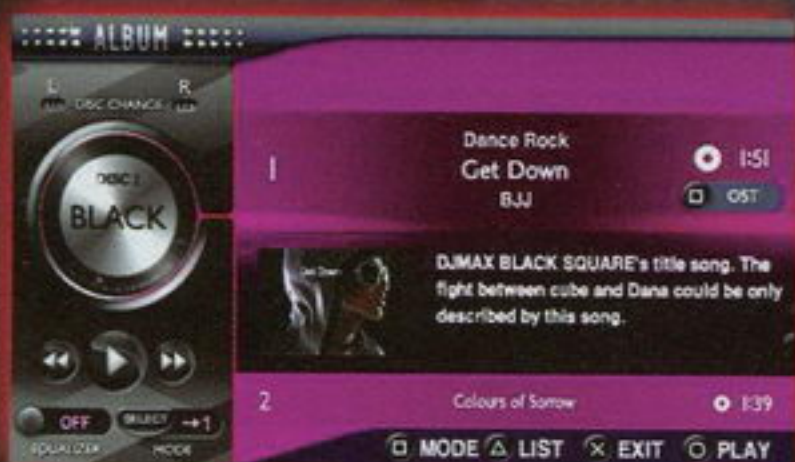 ALBUM
L R
DISC CHANGE
DISC 1
BLACK
OFF SELECT →1
EQUALIZER MODE
1
Dance Rock
Get Down
BJJ
1:51
OST
Get Down
DJMAX BLACK SQUARE's title song. The
fight between cube and Dana could be only
described by this song.
2 Colours of Sorrow 1:39
MODE LIST EXIT PLAY